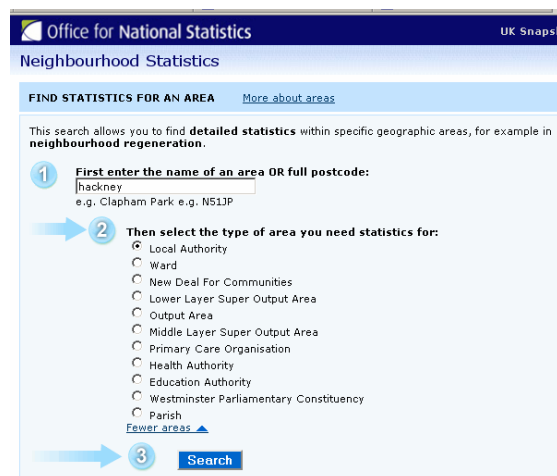 Office for National Statistics
UK Snaps
Neighbourhood Statistics
FIND STATISTICS FOR AN AREA More about areas
This search allows you to find detailed statistics within specific geographic areas, for example in
neighbourhood regeneration.
1 First enter the name of an area OR full postcode:
hackney
e.g. Clapham Park e.g. N51JP
2 Then select the type of area you need statistics for:
Local Authority
Ward
New Deal For Communities
Lower Layer Super Output Area
Output Area
Middle Layer Super Output Area
Primary Care Organisation
Health Authority
Education Authority
Westminster Parliamentary Constituency
Parish
Fewer areas
3 Search